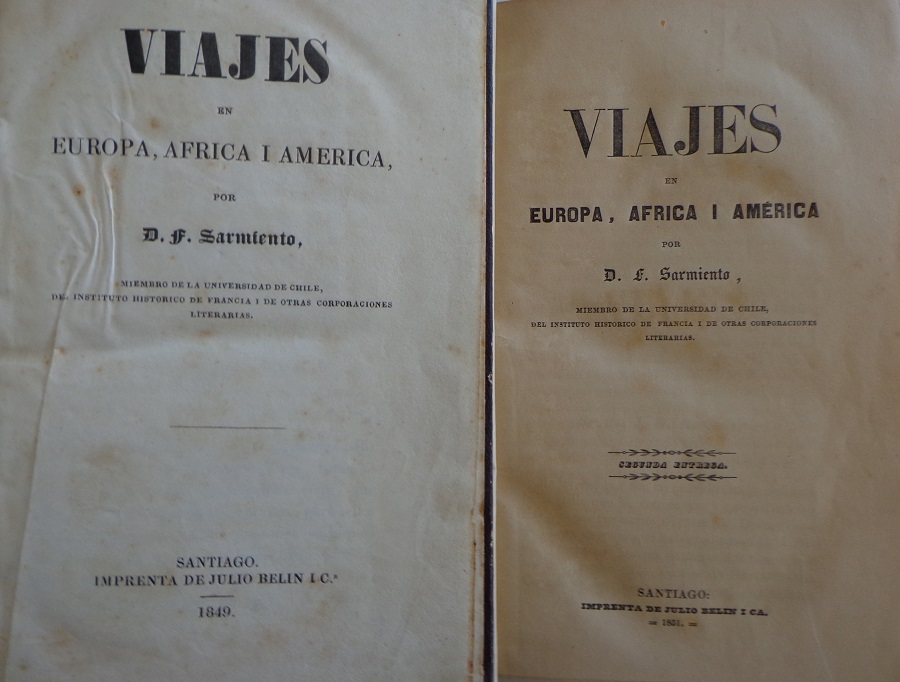 VIAJES
EN
EUROPA, AFRICA I AMERICA,
POR
D. F. Sarmiento,
MIEMBRO DE LA UNIVERSIDAD DE CHILE,
DEL INSTITUTO HISTORICO DE FRANCIA I DE OTRAS CORPORACIONES
LITERARIAS.
SANTIAGO.
IMPRENTA DE JULIO BELIN I C.ª
1849.
VIAJES
EN
EUROPA, AFRICA I AMÉRICA
POR
D. F. Sarmiento,
MIEMBRO DE LA UNIVERSIDAD DE CHILE,
DEL INSTITUTO HISTORICO DE FRANCIA I DE OTRAS CORPORACIONES
LITERARIAS.
SEGUNDA ENTREGA.
SANTIAGO:
IMPRENTA DE JULIO BELIN I CA.
= 1851. =